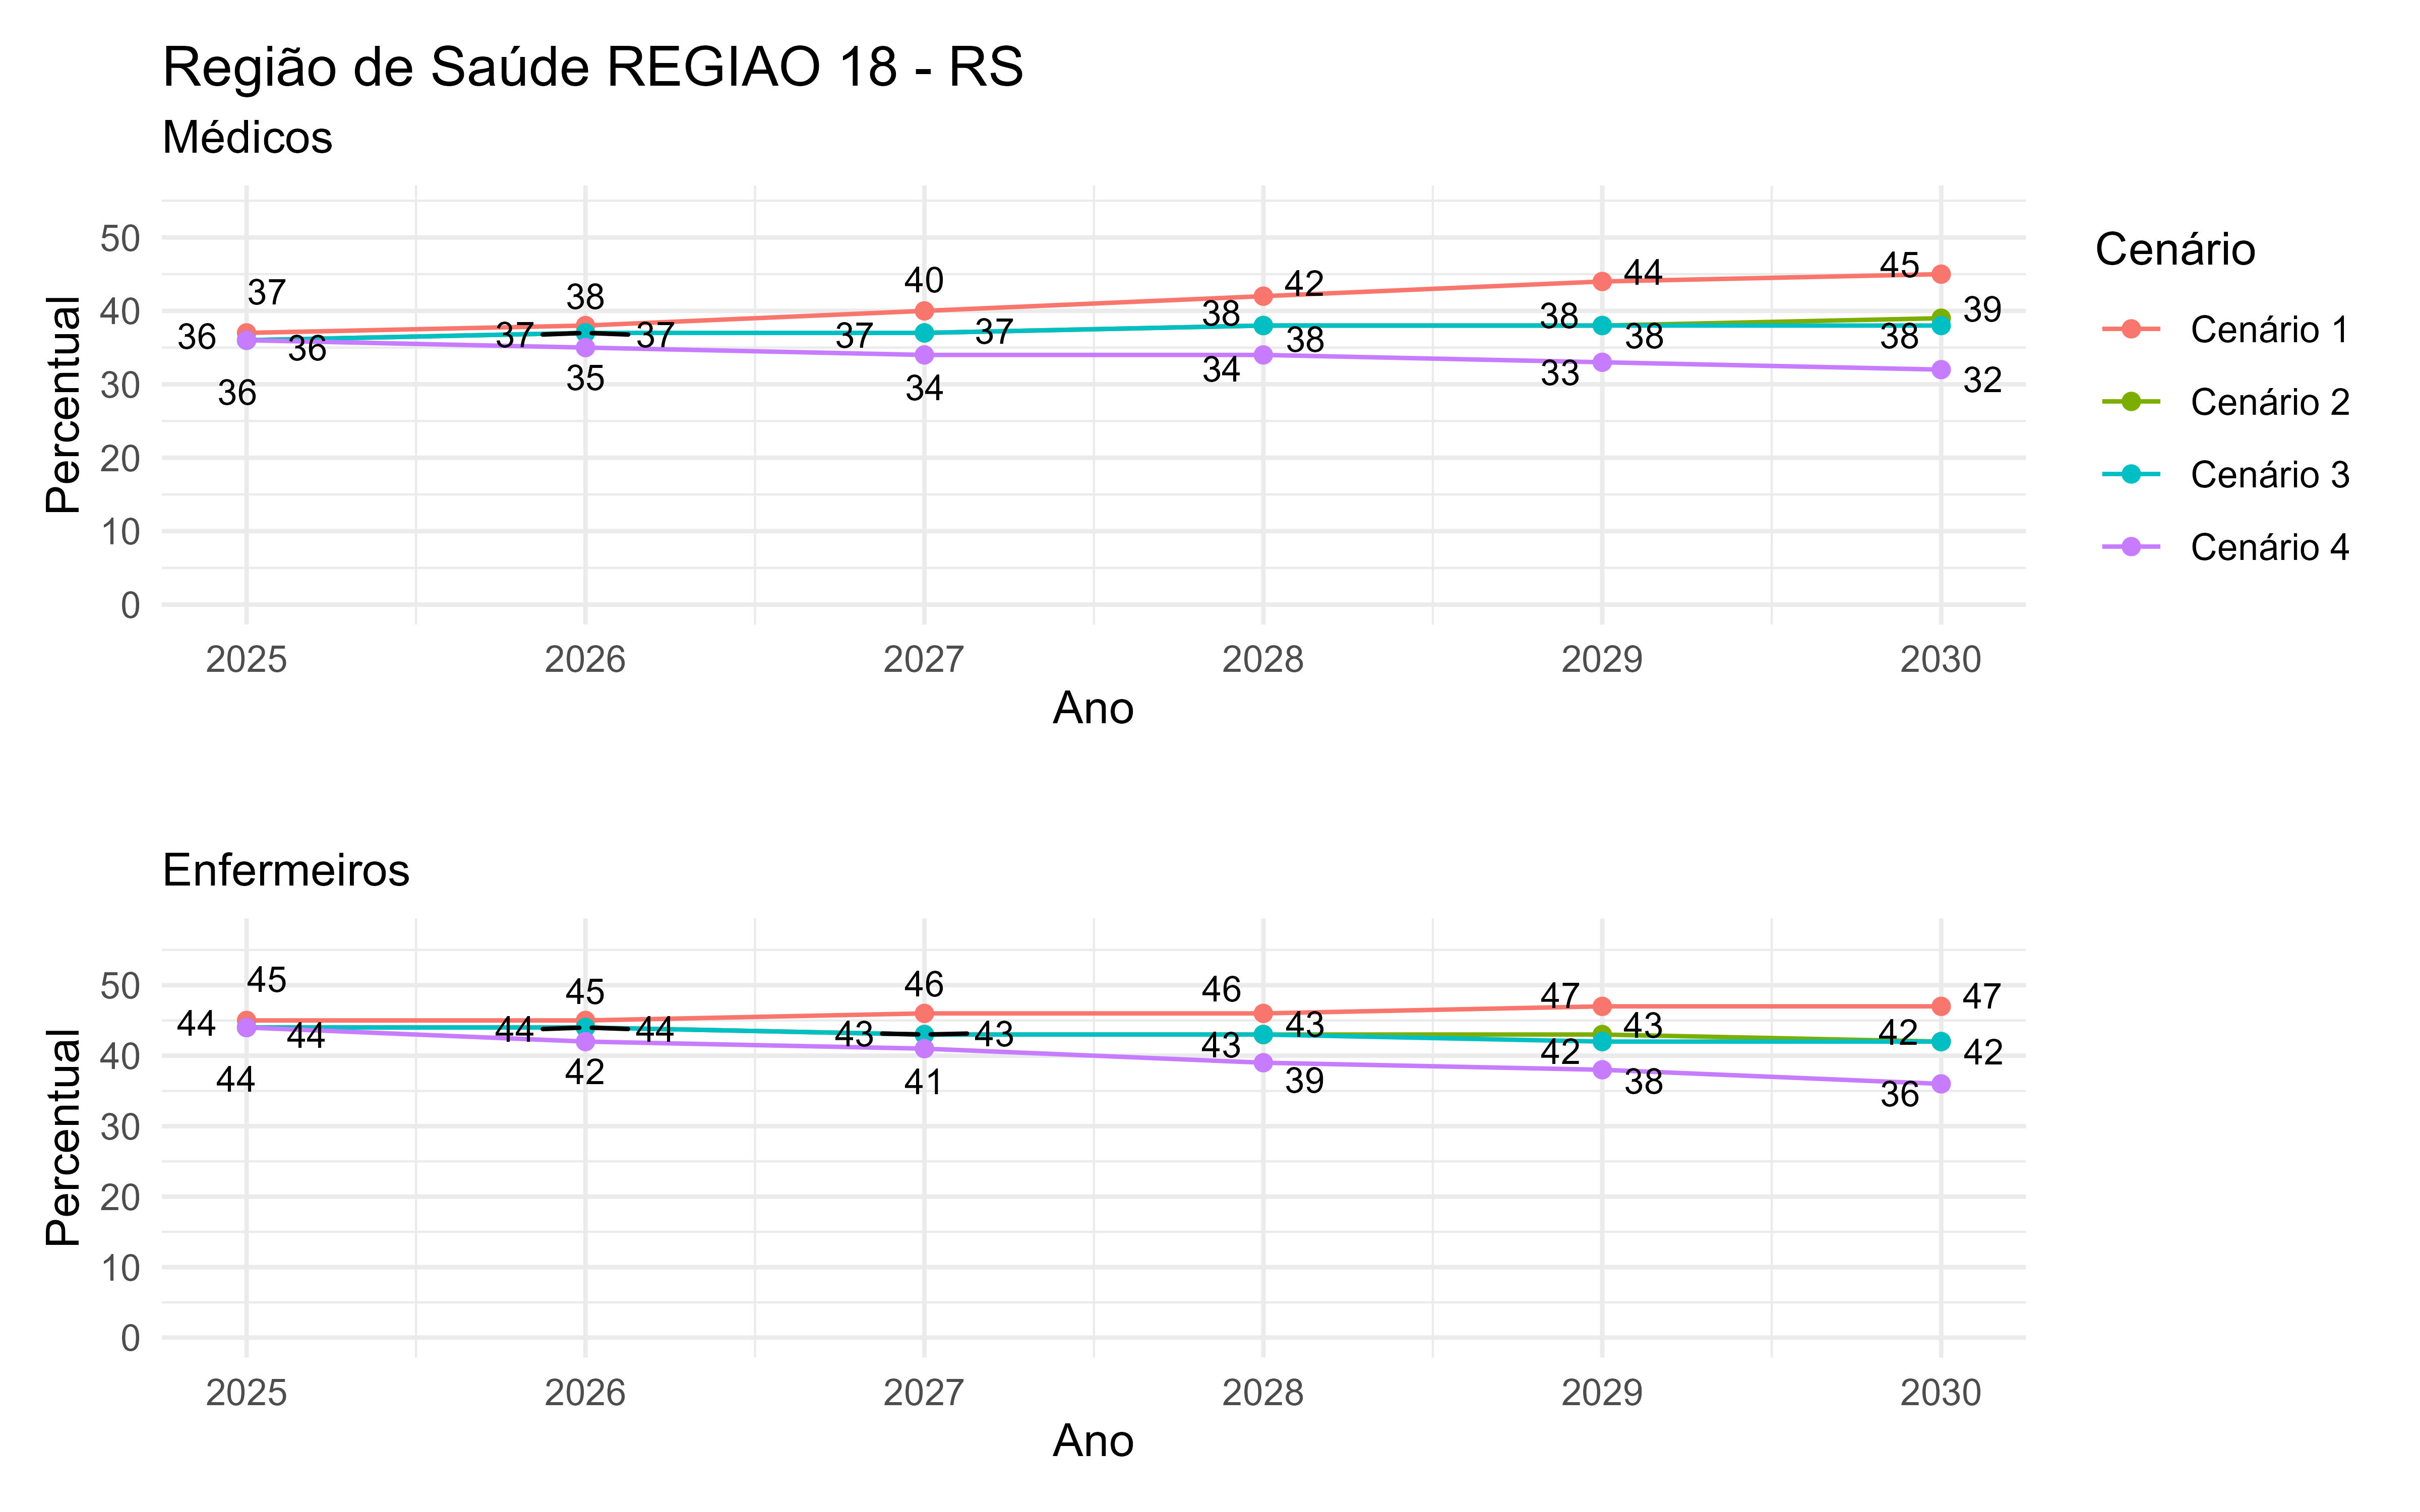 Região de Saúde REGIAO 18 - RS
Médicos
Percentual
50
40
30
20
10
0
37 36 36 36
38 37 37 35
40 37 37 34
42 38 38 34
44 38 38 33
45 39 38 32
2025 2026 2027 2028 2029 2030
Ano
Cenário
Cenário 1
Cenário 2
Cenário 3
Cenário 4
Enfermeiros
Percentual
50
40
30
20
10
0
45 44 44 44
45 44 44 42
46 43 43 41
46 43 43 39
47 43 42 38
47 42 42 36
2025 2026 2027 2028 2029 2030
Ano